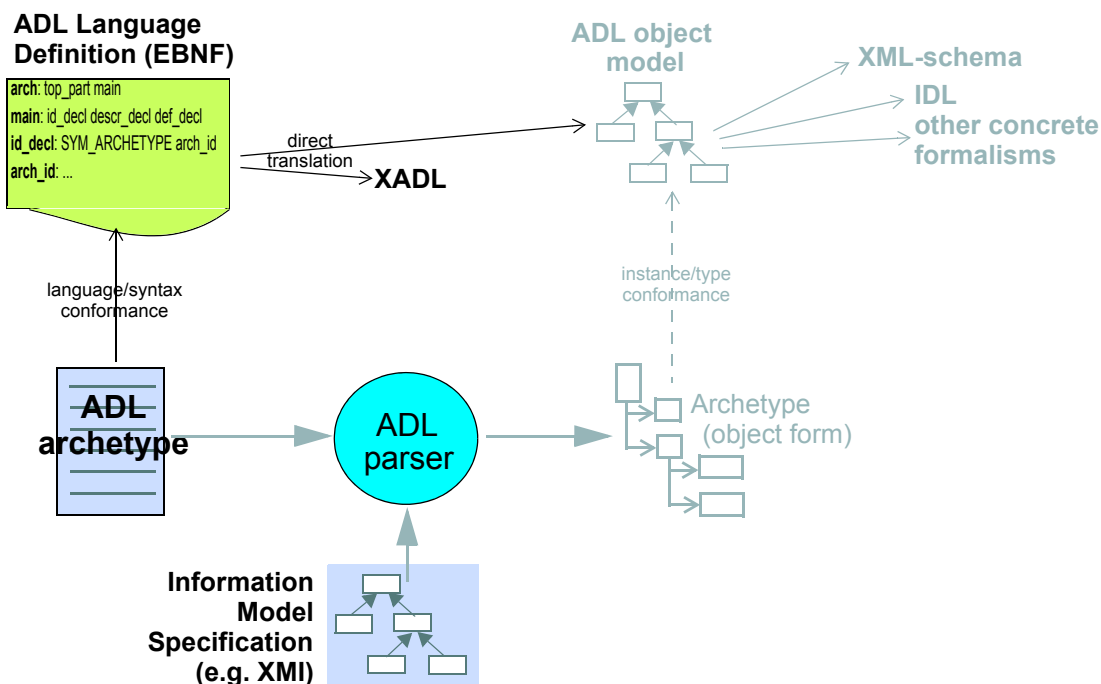 ADL Language
Definition (EBNF)
arch: top_part main
main: id_decl descr_decl def_decl
id_decl: SYM_ARCHETYPE arch_id
arch_id: ...
direct
translation
XADL
ADL object
model
XML-schema
IDL
other concrete
formalisms
language/syntax
conformance
instance/type
conformance
ADL
archetype
ADL
parser
Archetype
(object form)
Information
Model
Specification
(e.g. XMI)